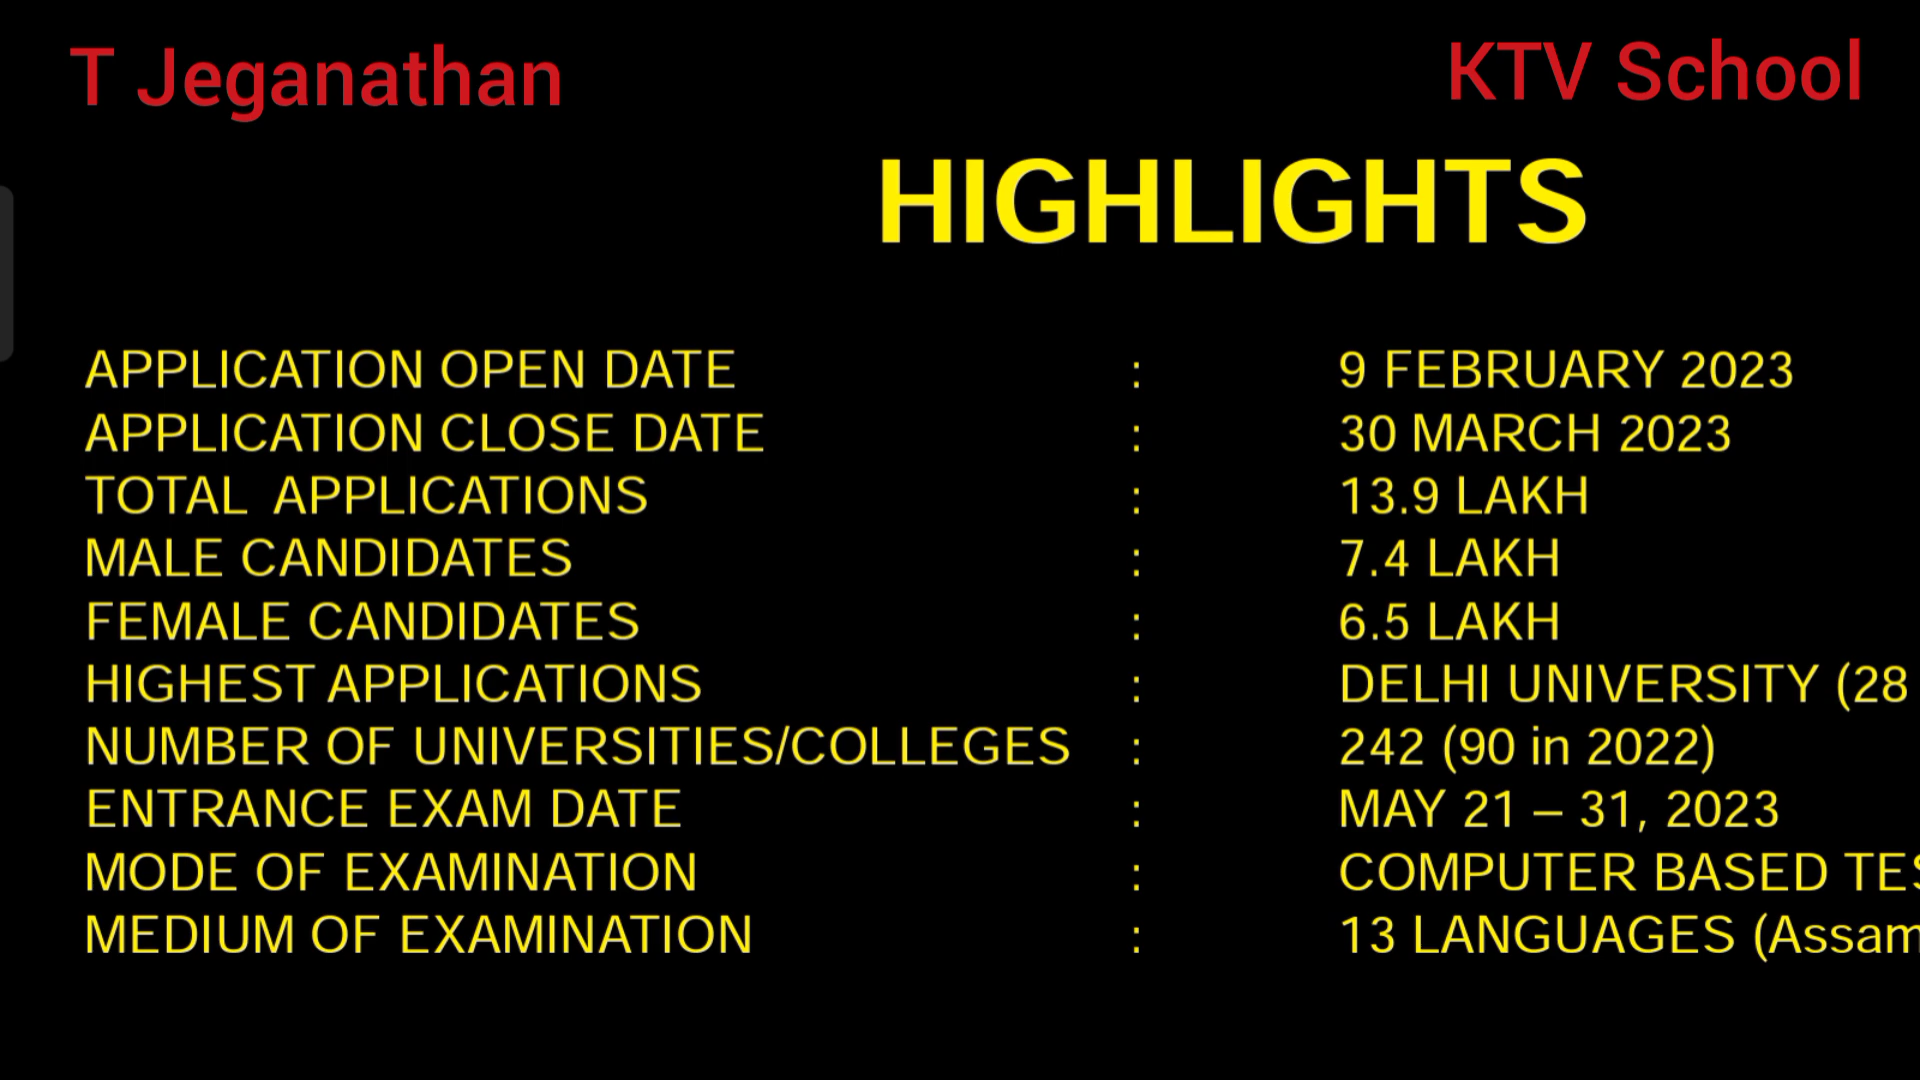 T Jeganathan KTV School
HIGHLIGHTS
APPLICATION OPEN DATE : 9 FEBRUARY 2023
APPLICATION CLOSE DATE : 30 MARCH 2023
TOTAL APPLICATIONS : 13.9 LAKH
MALE CANDIDATES : 7.4 LAKH
FEMALE CANDIDATES : 6.5 LAKH
HIGHEST APPLICATIONS : DELHI UNIVERSITY (28
NUMBER OF UNIVERSITIES/COLLEGES : 242 (90 in 2022)
ENTRANCE EXAM DATE : MAY 21 – 31, 2023
MODE OF EXAMINATION : COMPUTER BASED
MEDIUM OF EXAMINATION : 13 LANGUAGES